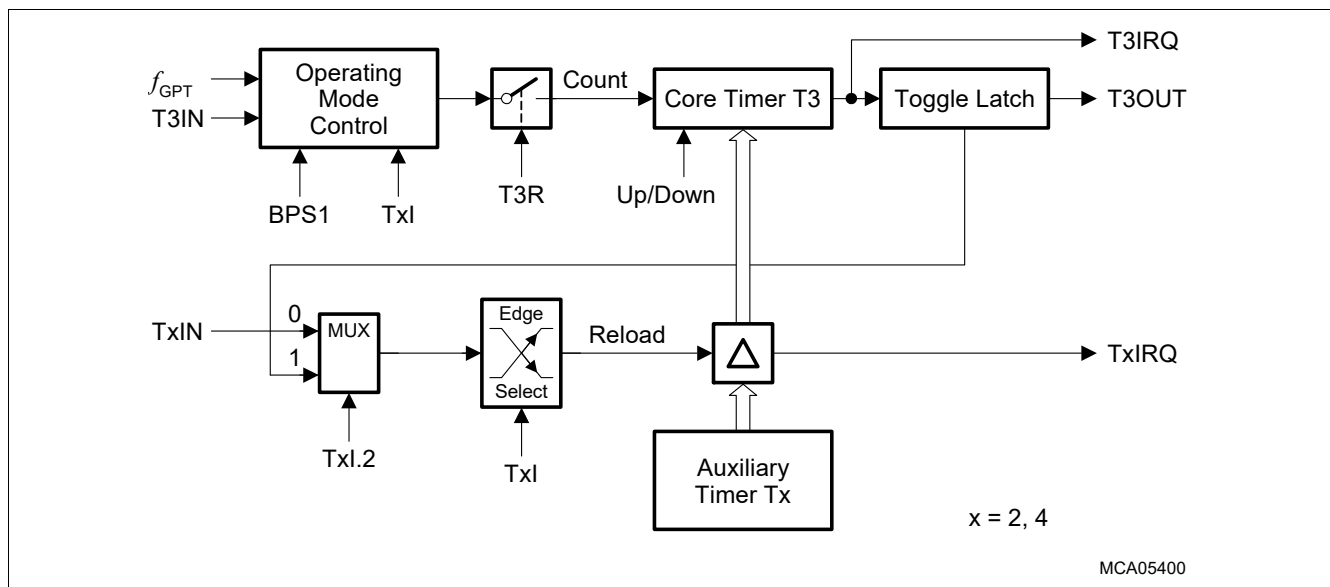 T3IRQ
fGPT
T3IN
Operating
Mode
Control
Count
Core Timer T3
Toggle Latch
T3OUT
BPS1
TxI
T3R
Up/Down
TxIN
0
1
MUX
Edge
Select
Reload
Δ
TxIRQ
TxI.2
TxI
Auxiliary
Timer Tx
x = 2, 4
MCA05400